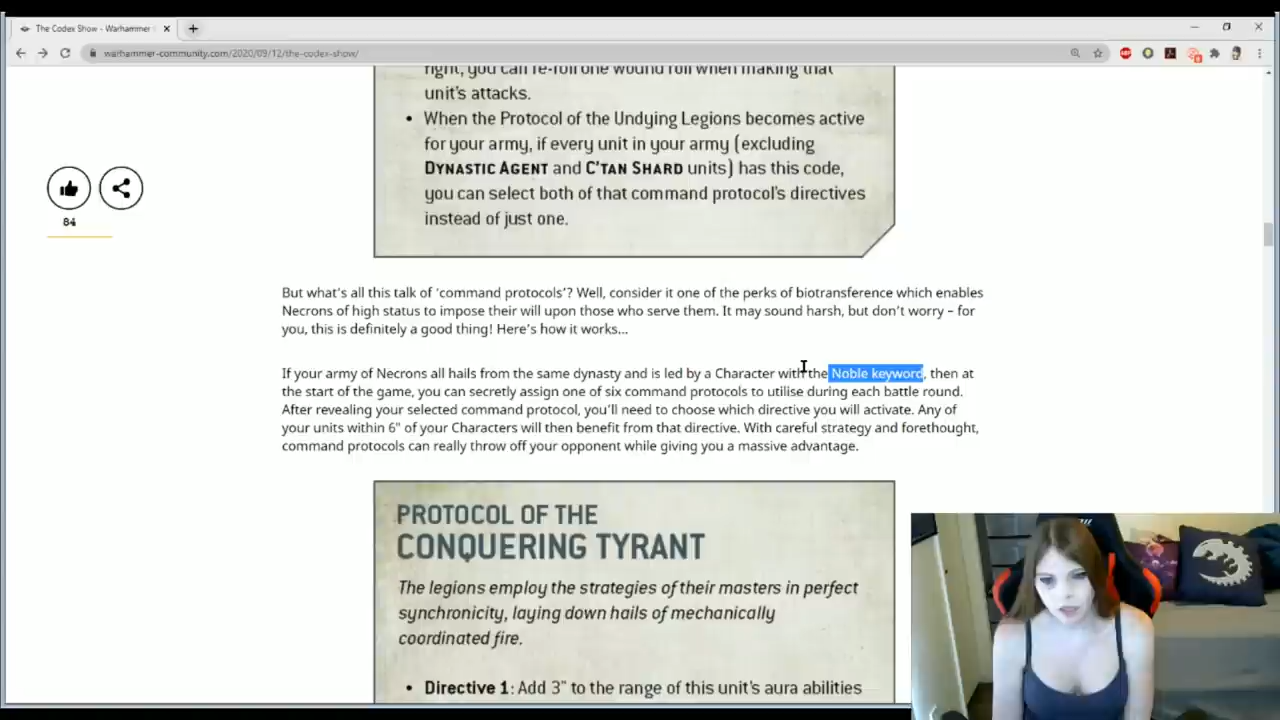 The Codex Show - Warhammer
warhammer-community.com/2020/09/12/the-codex-show/
right, you can re-roll one wound roll when making that
unit's attacks.
• When the Protocol of the Undying Legions becomes active
for your army, if every unit in your army (excluding
DYNASTIC AGENT and C'TAN SHARD units) has this code,
you can select both of that command protocol's directives
instead of just one.
84
But what's all this talk of 'command protocols'? Well, consider it one of the perks of biotransference which enables
Necrons of high status to impose their will upon those who serve them. It may sound harsh, but don't worry – for
you, this is definitely a good thing! Here's how it works...
If your army of Necrons all hails from the same dynasty and is led by a Character with the Noble keyword, then at
the start of the game, you can secretly assign one of six command protocols to utilise during each battle round.
After revealing your selected command protocol, you'll need to choose which directive you will activate. Any of
your units within 6" of your Characters will then benefit from that directive. With careful strategy and forethought,
command protocols can really throw off your opponent while giving you a massive advantage.
PROTOCOL OF THE
CONQUERING TYRANT
The legions employ the strategies of their masters in perfect
synchronicity, laying down hails of mechanically
coordinated fire.
• Directive 1: Add 3" to the range of this unit's aura abilities